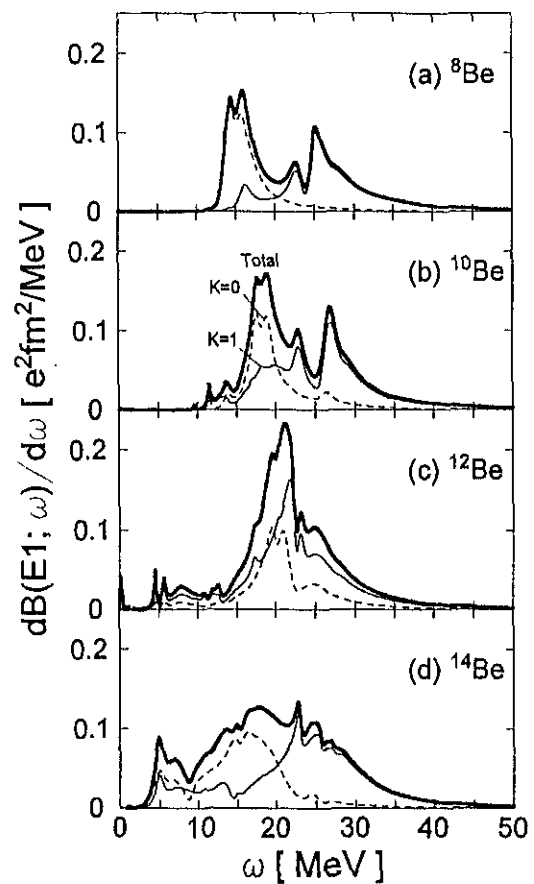 dB(E1; ω)/dω [ e²fm²/MeV ]
0.2
0.1
0
(a) ⁸Be
0.2
0.1
0
(b) ¹⁰Be
Total
K=0
K=1
0.2
0.1
0
(c) ¹²Be
0.2
0.1
0
(d) ¹⁴Be
0 10 20 30 40 50
ω [ MeV ]